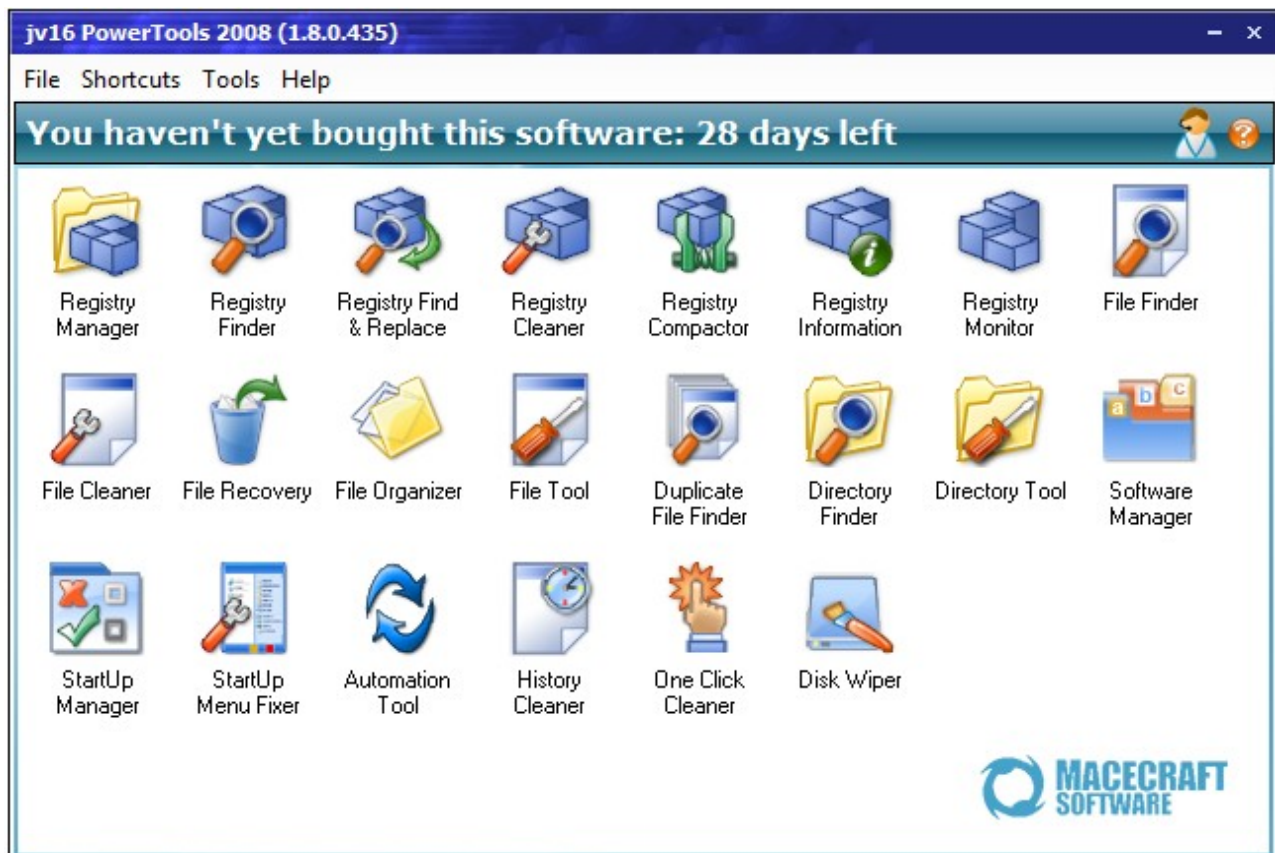 jv16 PowerTools 2008 (1.8.0.435)
File Shortcuts Tools Help
You haven't yet bought this software: 28 days left
Registry
Manager
Registry
Finder
Registry Find
& Replace
Registry
Cleaner
Registry
Compactor
Registry
Information
Registry
Monitor
File Finder
File Cleaner
File Recovery
File Organizer
File Tool
Duplicate
File Finder
Directory
Finder
Directory Tool
a b c
Software
Manager
StartUp
Manager
StartUp
Menu Fixer
Automation
Tool
History
Cleaner
One Click
Cleaner
Disk Wiper
MACECRAFT
SOFTWARE